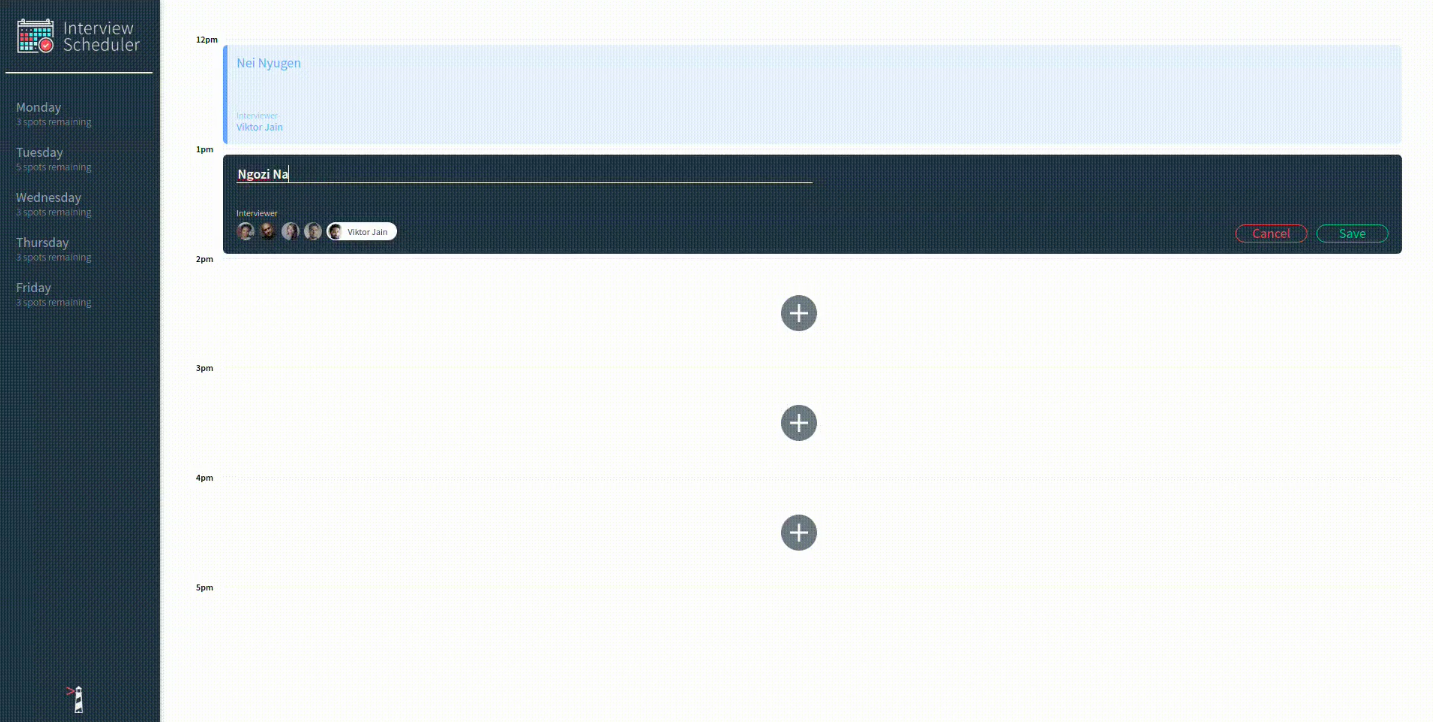 Interview
Scheduler
Monday
3 spots remaining
Tuesday
5 spots remaining
Wednesday
3 spots remaining
Thursday
3 spots remaining
Friday
3 spots remaining
12pm
Nei Nyugen
Interviewer
Viktor Jain
1pm
Ngozi Na
Interviewer
Viktor Jain
Cancel
Save
2pm
3pm
4pm
5pm